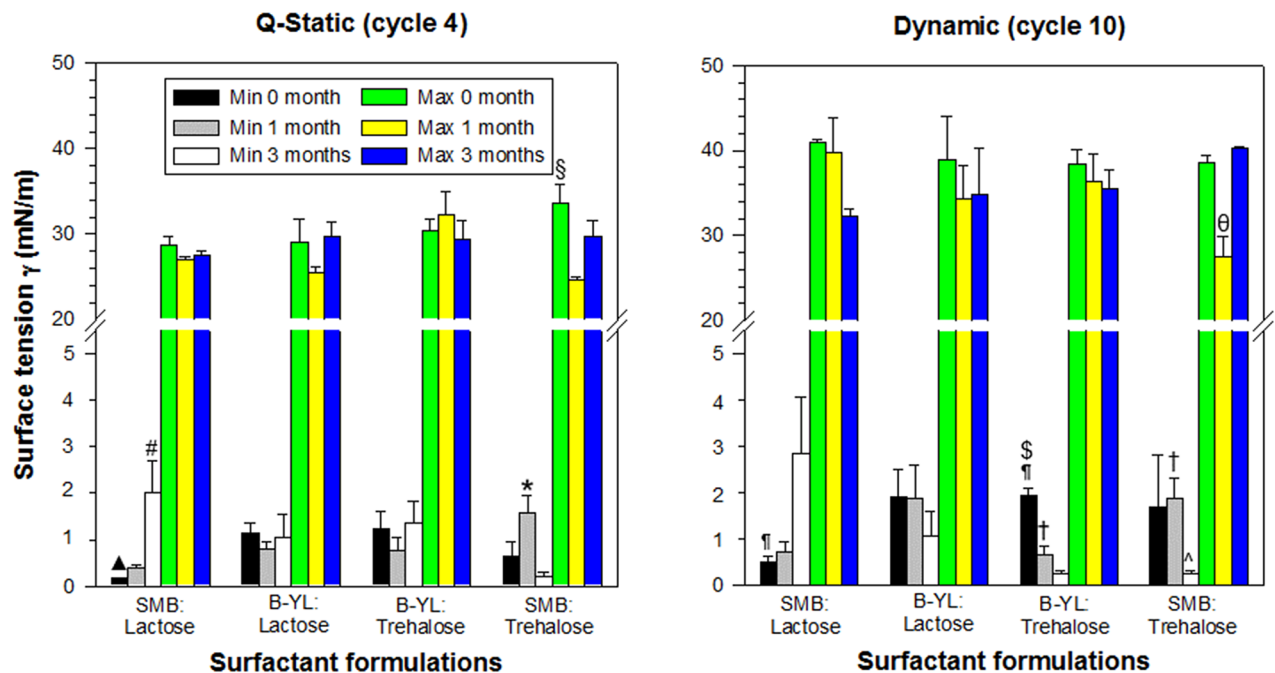 Q-Static (cycle 4)
Dynamic (cycle 10)
Surface tension γ (mN/m)
50
40
30
20
5
4
3
2
1
0
Min 0 month
Max 0 month
Min 1 month
Max 1 month
Min 3 months
Max 3 months
▲
#
*
§
SMB:
Lactose
B-YL:
Lactose
B-YL:
Trehalose
SMB:
Trehalose
Surfactant formulations
50
40
30
20
5
4
3
2
1
0
¶
$
¶
†
†
^
θ
SMB:
Lactose
B-YL:
Lactose
B-YL:
Trehalose
SMB:
Trehalose
Surfactant formulations